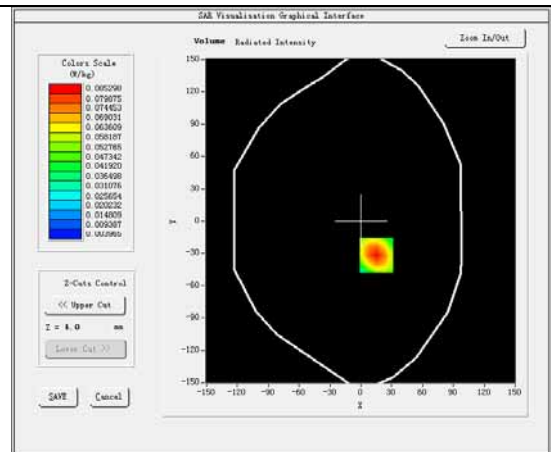 SAR Visualisation Graphical Interface
Volume Radiated Intensity
Zoom In/Out
Colors Scale
(W/kg)
0.085298
0.079875
0.074453
0.069031
0.063609
0.058187
0.052765
0.047342
0.041920
0.036498
0.031076
0.025654
0.020232
0.014809
0.009387
0.003965
Z-Cuts Control
<< Upper Cut
Z = 4.0 mm
Lower Cut >>
SAVE
Cancel
150
120
90
60
30
0
-30
-60
-90
-120
-150
Y
-150 -120 -90 -60 -30 0 30 60 90 120 150
X